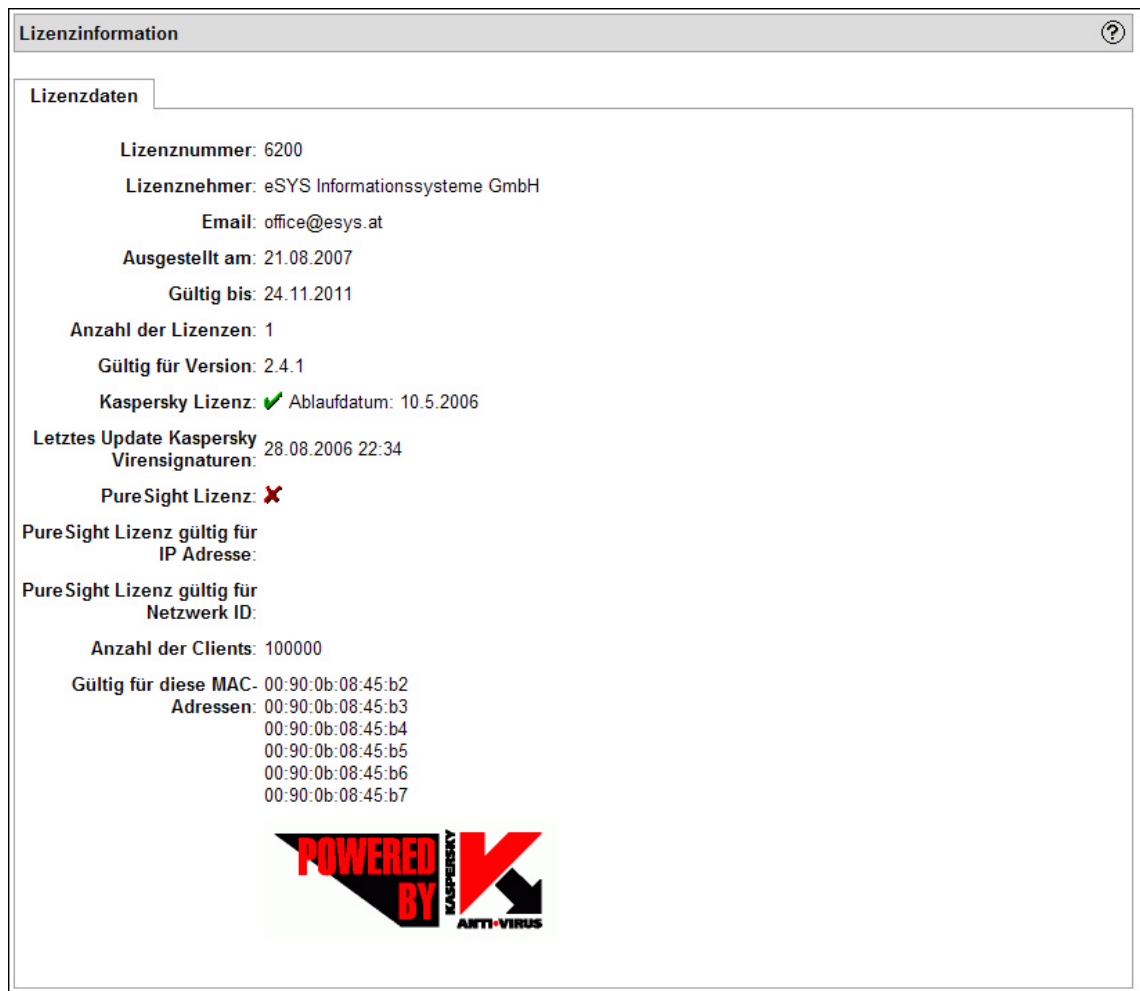 Lizenzinformation
?
Lizenzdaten
Lizenznummer: 6200
Lizenznehmer: eSYS Informationssysteme GmbH
Email: office@esys.at
Ausgestellt am: 21.08.2007
Gültig bis: 24.11.2011
Anzahl der Lizenzen: 1
Gültig für Version: 2.4.1
Kaspersky Lizenz: Ablaufdatum: 10.5.2006
Letztes Update Kaspersky
Virensignaturen: 28.08.2006 22:34
PureSight Lizenz:
PureSight Lizenz gültig für
IP Adresse:
PureSight Lizenz gültig für
Netzwerk ID:
Anzahl der Clients: 100000
Gültig für diese MAC- 00:90:0b:08:45:b2
Adressen: 00:90:0b:08:45:b3
00:90:0b:08:45:b4
00:90:0b:08:45:b5
00:90:0b:08:45:b6
00:90:0b:08:45:b7
POWERED
BY
KASPERSKY
ANTI•VIRUS